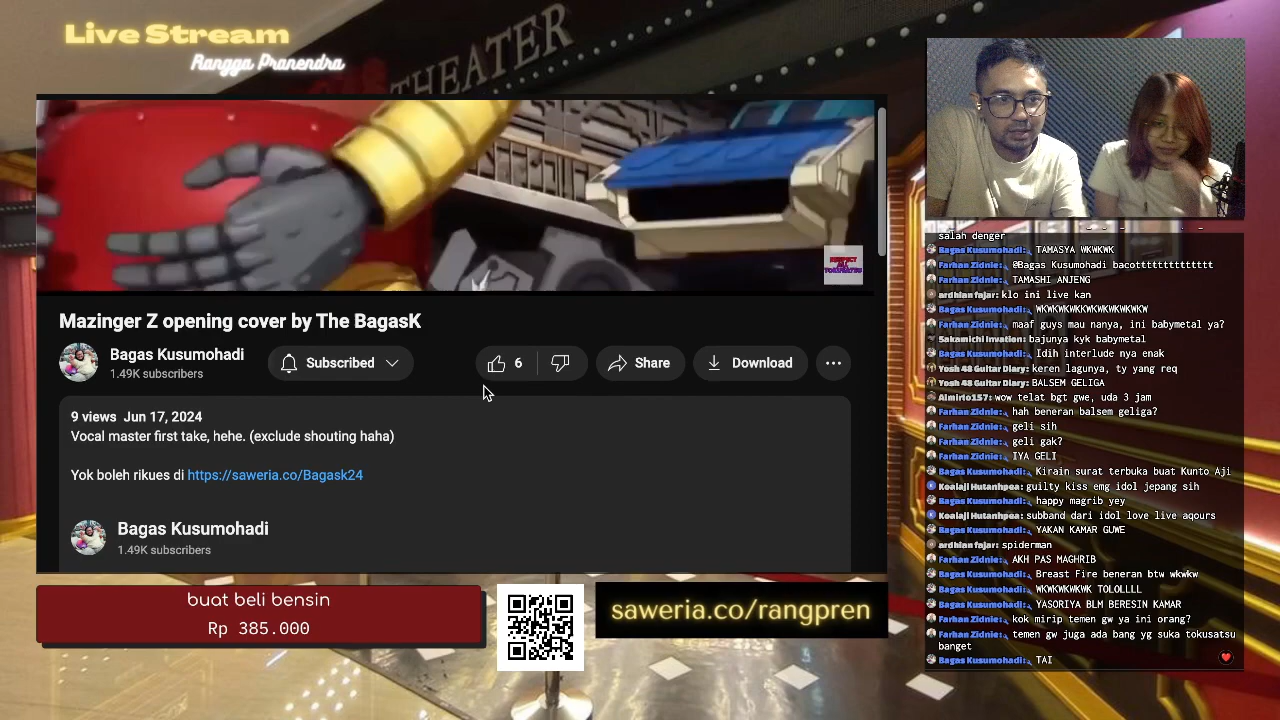 Live Stream
Rangga Pranendra
THEATER
Mazinger Z opening cover by The BagasK
Bagas Kusumohadi
1.49K subscribers
Subscribed
6
Share
Download
9 views Jun 17, 2024
Vocal master first take, hehe. (exclude shouting haha)
Yok boleh rikues di https://saweria.co/Bagask24
Bagas Kusumohadi
1.49K subscribers
buat beli bensin
Rp 385.000
saweria.co/rangpren
salah denger
Bagas Kusumohadi: TAMASYA WKWKWK
Farhan Zidnie: @Bagas Kusumohadi bacotttttttttttt
Farhan Zidnie: TAMASHI ANJENG
ardhian fajar: klo ini live kan
Bagas Kusumohadi: WKWKWKWKKWKWKWKWKWKW
Farhan Zidnie: maaf guys mau nanya, ini babymetal ya?
Sakamichi Invation: bajunya kyk babymetal
Bagas Kusumohadi: Idih interlude nya enak
Yosh 48 Guitar Diary: keren lagunya, ty yang req
Yosh 48 Guitar Diary: BALSEM GELIGA
Almirio157: wow telat bgt gwe, uda 3 jam
Farhan Zidnie: hah beneran balsem geliga?
Farhan Zidnie: geli sih
Farhan Zidnie: geli gak?
Farhan Zidnie: IYA GELI
Bagas Kusumohadi: Kirain surat terbuka buat Kunto Aji
Koalaji Hutanhpea: guilty kiss emg idol jepang sih
Bagas Kusumohadi: happy magrib yey
Koalaji Hutanhpea: subband dari idol love live aqours
Bagas Kusumohadi: YAKAN KAMAR GUWE
ardhian fajar: spiderman
Farhan Zidnie: AKH PAS MAGHRIB
Bagas Kusumohadi: Breast Fire beneran btw wkwkw
Bagas Kusumohadi: WKWKWKWKWK TOLOLLLL
Bagas Kusumohadi: YASORIYA BLM BERESIN KAMAR
Farhan Zidnie: kok mirip temen gw ya ini orang?
Farhan Zidnie: temen gw juga ada bang yg suka tokusatsu
banget
Bagas Kusumohadi: TAI